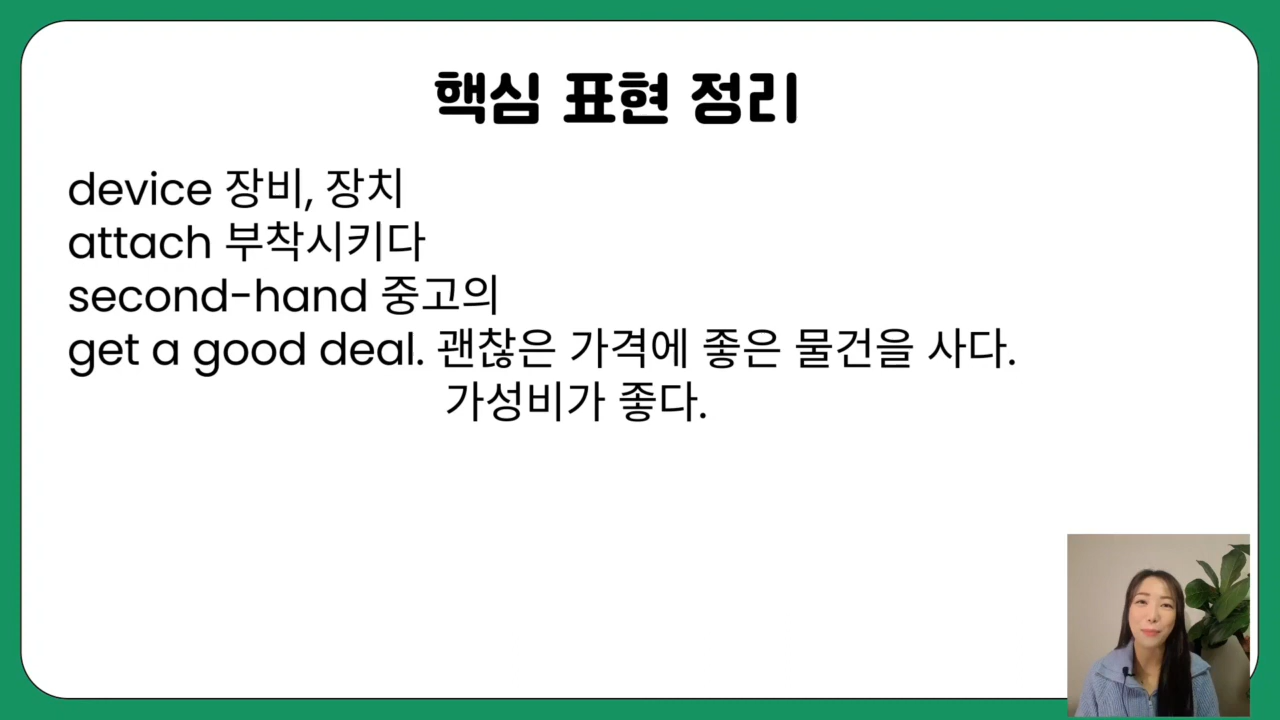 핵심 표현 정리
device 장비, 장치
attach 부착시키다
second-hand 중고의
get a good deal. 괜찮은 가격에 좋은 물건을 사다.
가성비가 좋다.